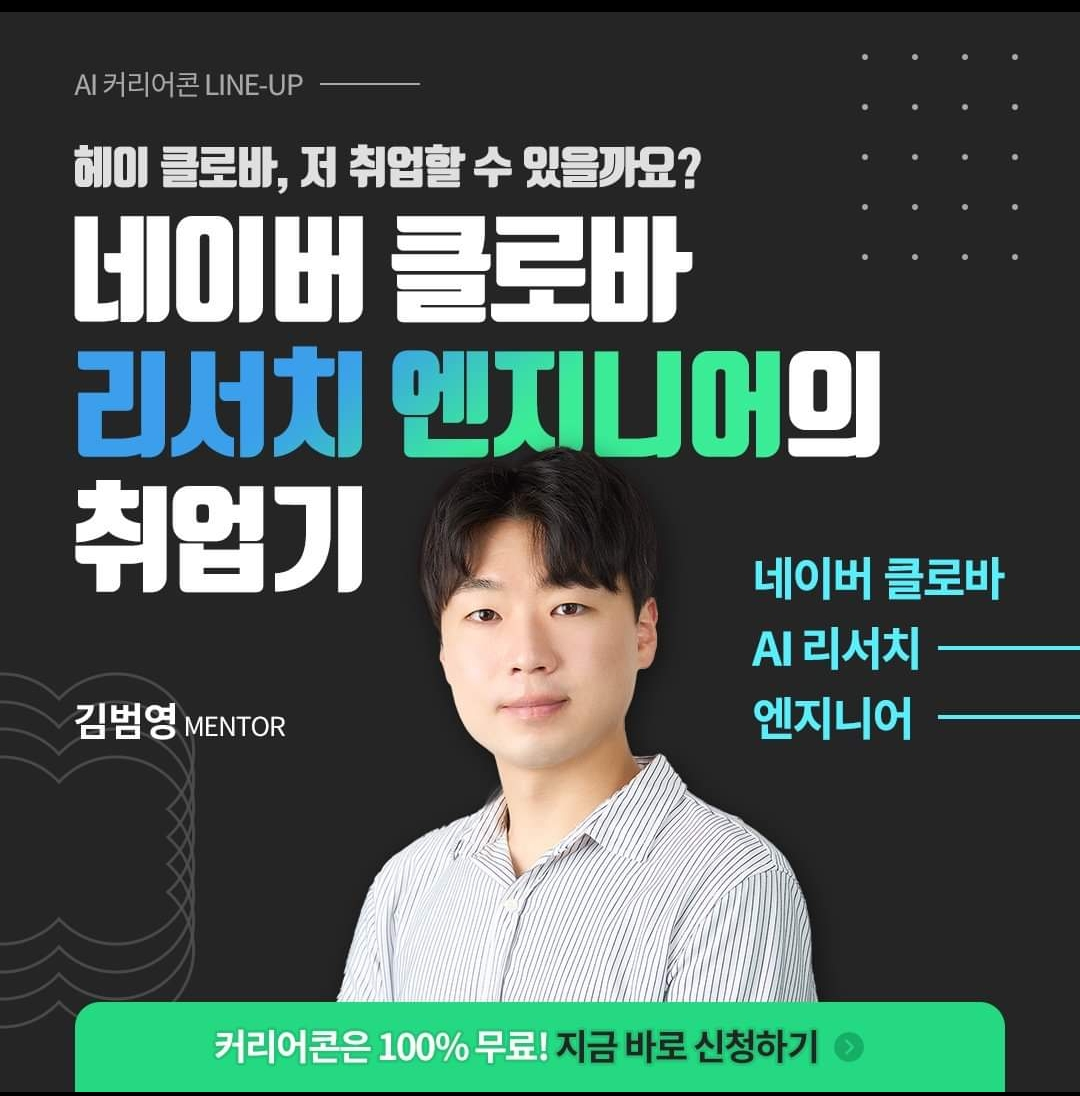 AI 커리어콘 LINE-UP
헤이 클로바, 저 취업할 수 있을까요?
네이버 클로바
리서치 엔지니어의
취업기
네이버 클로바
AI 리서치
엔지니어
김범영 MENTOR
커리어콘은 100% 무료! 지금 바로 신청하기